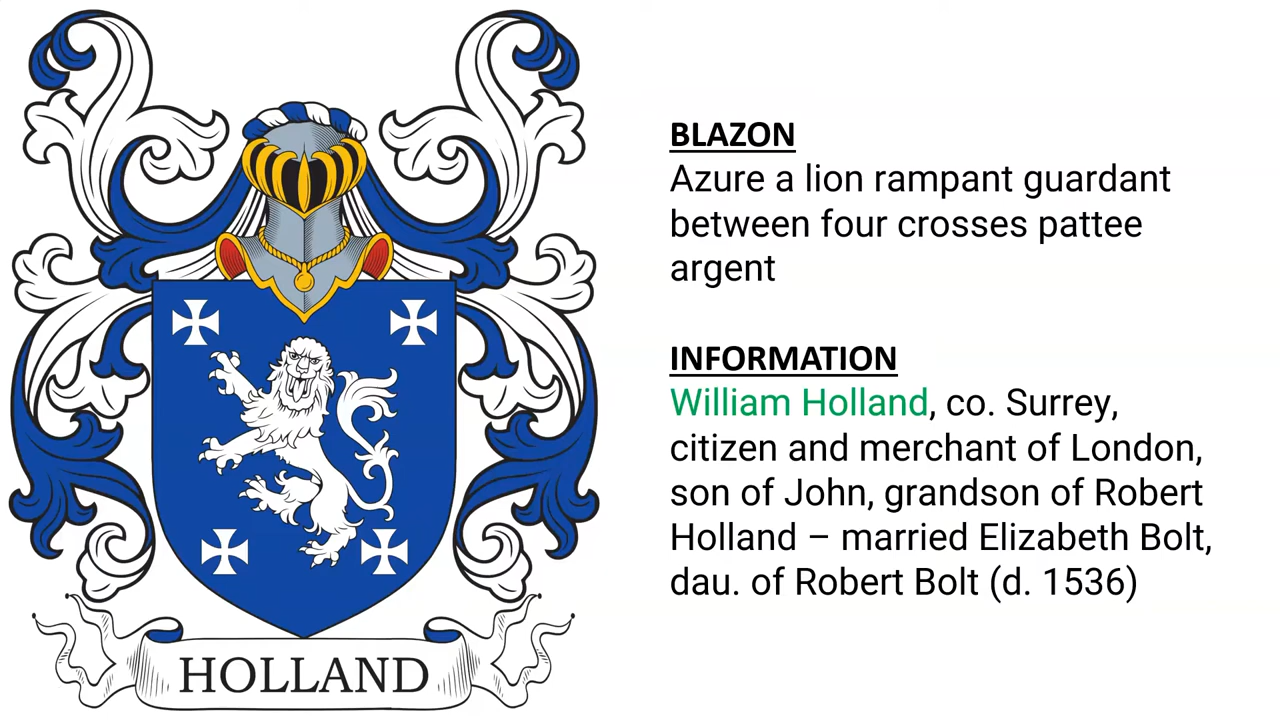 HOLLAND
BLAZON
Azure a lion rampant guardant
between four crosses pattee
argent
INFORMATION
William Holland, co. Surrey,
citizen and merchant of London,
son of John, grandson of Robert
Holland – married Elizabeth Bolt,
dau. of Robert Bolt (d. 1536)